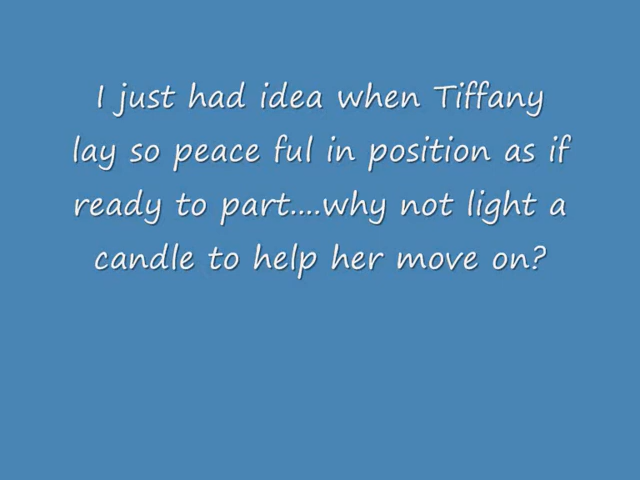 I just had idea when Tiffany
lay so peace ful in position as if
ready to part....why not light a
candle to help her move on?